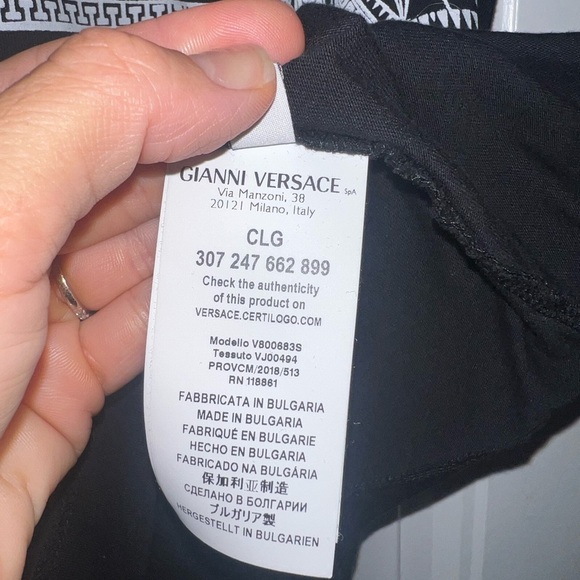 GIANNI VERSACE SpA
Via Manzoni, 38
20121 Milano, Italy
CLG
307 247 662 899
Check the authenticity
of this product on
VERSACE.CERTILOGO.COM
Modello V800683S
Tessuto VJ00494
PROVCM/2018/513
RN 118861
FABBRICATA IN BULGARIA
MADE IN BULGARIA
FABRIQUÉ EN BULGARIE
HECHO EN BULGARIA
FABRICADO NA BULGÁRIA
保加利亚制造
СДЕЛАНО В БОЛГАРИИ
ブルガリア製
HERGESTELLT IN BULGARIEN